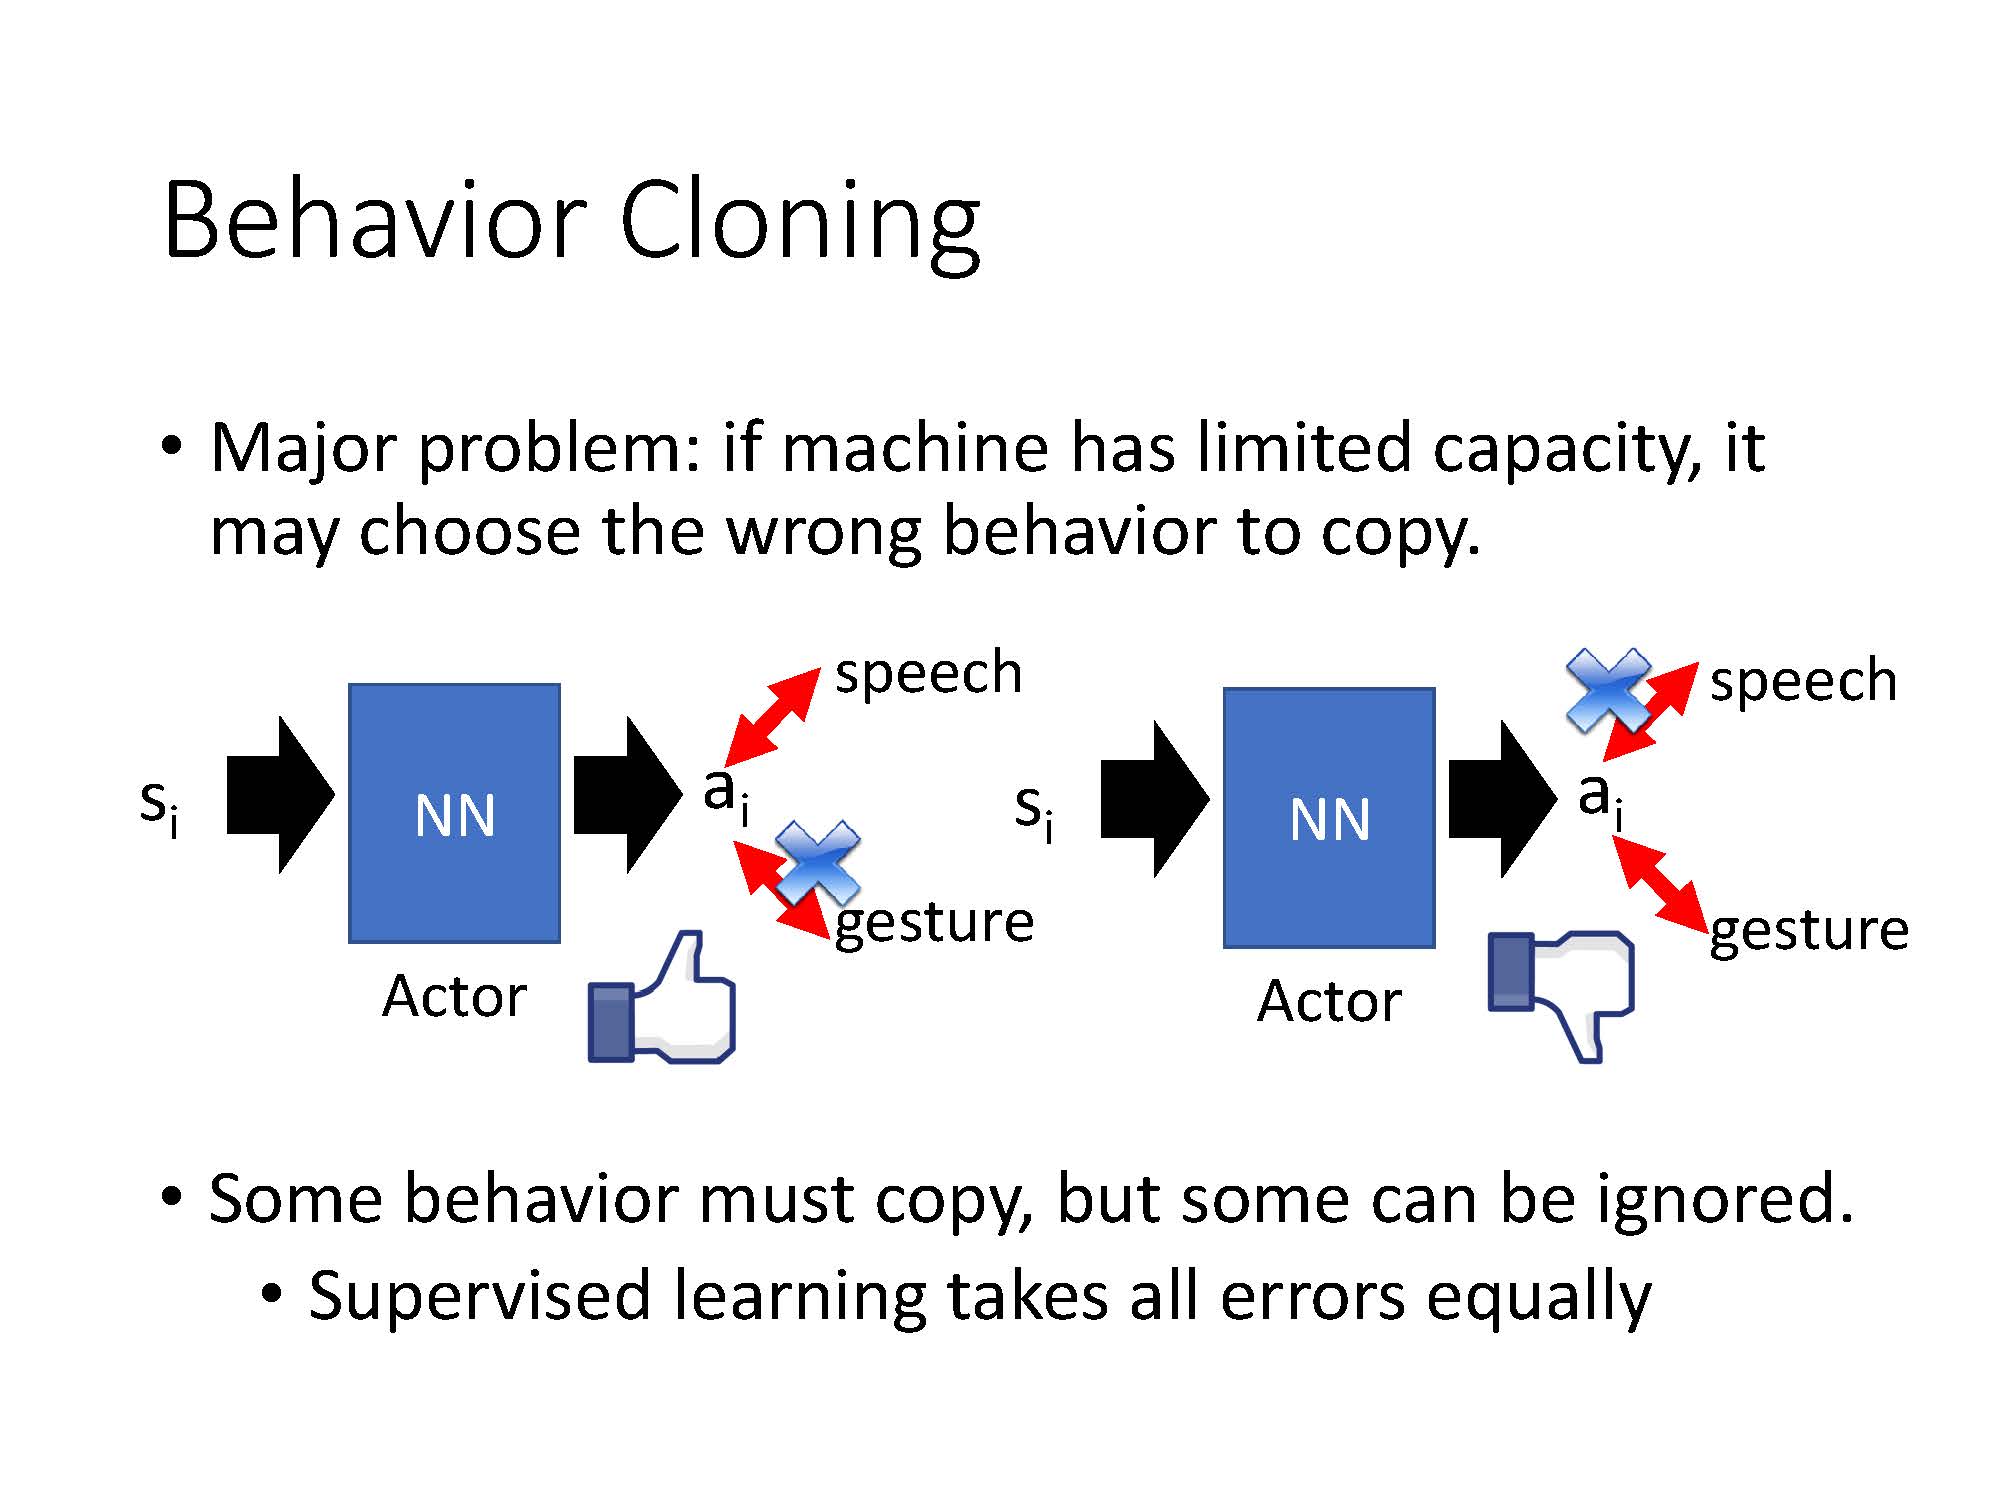 Behavior Cloning
• Major problem: if machine has limited capacity, it
may choose the wrong behavior to copy.
speech
s_i
NN
a_i
gesture
Actor
speech
s_i
NN
a_i
gesture
Actor
• Some behavior must copy, but some can be ignored.
• Supervised learning takes all errors equally